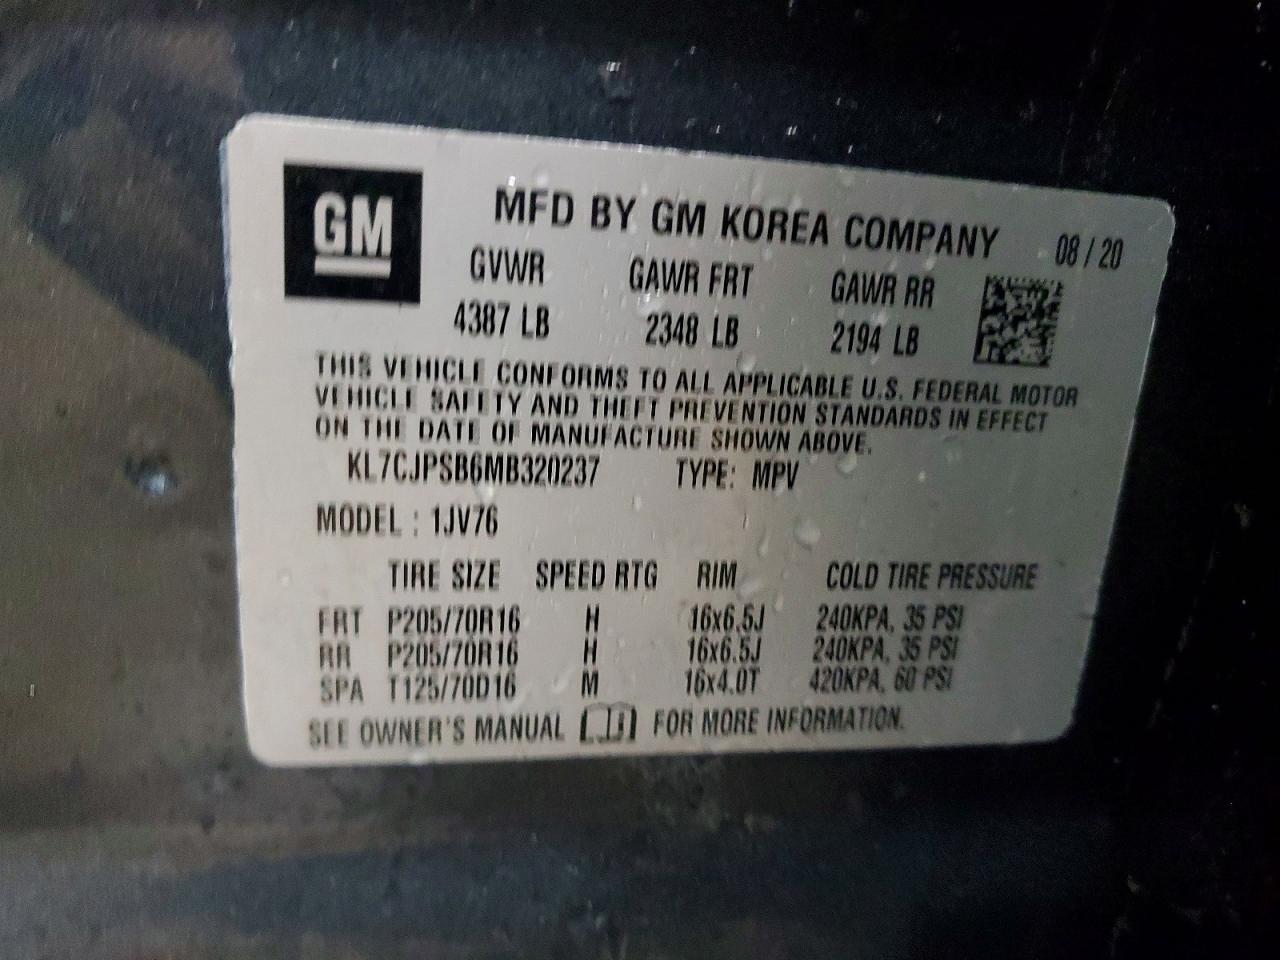 GM
MFD BY GM KOREA COMPANY 08 / 20
GVWR GAWR FRT GAWR RR
4387 LB 2348 LB 2194 LB
THIS VEHICLE CONFORMS TO ALL APPLICABLE U.S. FEDERAL MOTOR
VEHICLE SAFETY AND THEFT PREVENTION STANDARDS IN EFFECT
ON THE DATE OF MANUFACTURE SHOWN ABOVE.
KL7CJPSB6MB320237 TYPE: MPV
MODEL : 1JV76
TIRE SIZE SPEED RTG RIM COLD TIRE PRESSURE
FRT P205/70R16 H 16x6.5J 240KPA, 35 PSI
RR P205/70R16 H 16x6.5J 240KPA, 35 PSI
SPA T125/70D16 M 16x4.0T 420KPA, 60 PSI
SEE OWNER'S MANUAL FOR MORE INFORMATION.